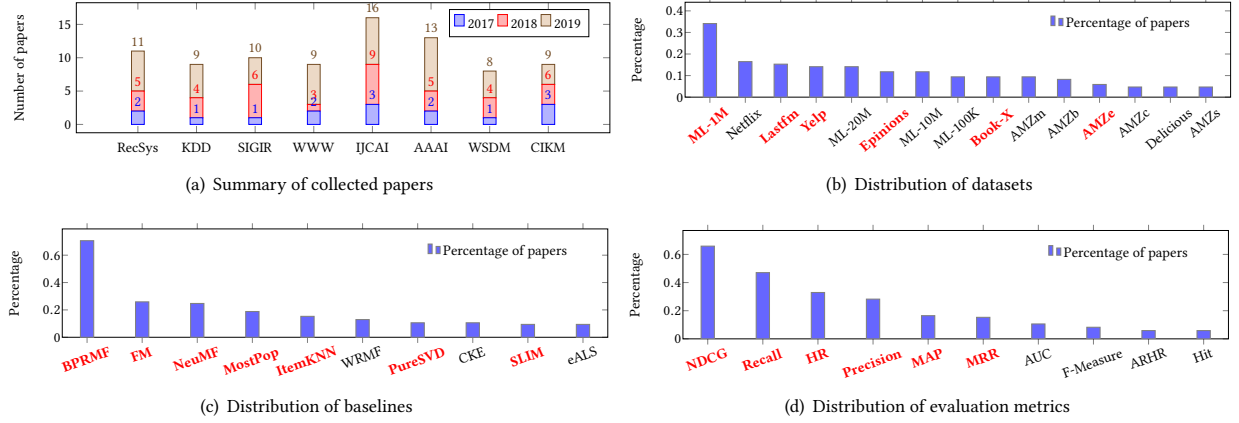 Number of papers
15
10
5
0
11
5
2
9
4
1
10
6
1
9
3
2
16
9
3
13
5
2
8
4
1
9
6
3
2017 2018 2019
RecSys KDD SIGIR WWW IJCAI AAAI WSDM CIKM
(a) Summary of collected papers
Percentage
0.4
0.3
0.2
0.1
0
Percentage of papers
ML-1M Netflix Lastfm Yelp ML-20M Epinions ML-10M ML-100K Book-X AMZm AMZb AMZe AMZc Delicious AMZs
(b) Distribution of datasets
Percentage
0.6
0.4
0.2
0
Percentage of papers
BPRMF FM NeuMF MostPop ItemKNN WRMF PureSVD CKE SLIM eALS
(c) Distribution of baselines
Percentage
0.6
0.4
0.2
0
Percentage of papers
NDCG Recall HR Precision MAP MRR AUC F-Measure ARHR Hit
(d) Distribution of evaluation metrics